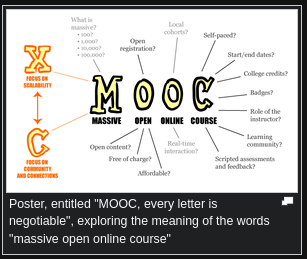 What is
massive?
• 100?
• 1,000?
• 10,000?
• 100,000?
Open
registration?
Local
cohorts?
Self-paced?
Start/end dates?
College credits?
Badges?
Role of the
instructor?
Learning
community?
Scripted assessments
and feedback?
X
FOCUS ON
SCALABILITY
C
FOCUS ON
COMMUNITY
AND CONNECTIONS
MOOC
MASSIVE OPEN ONLINE COURSE
Open content?
Free of charge?
Affordable?
Real-time
interaction?
Poster, entitled "MOOC, every letter is
negotiable", exploring the meaning of the words
"massive open online course"